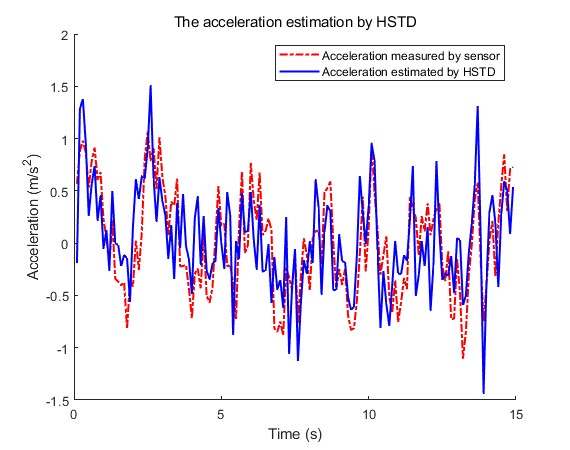 The acceleration estimation by HSTD
Acceleration measured by sensor
Acceleration estimated by HSTD
Acceleration (m/s²)
2
1.5
1
0.5
0
-0.5
-1
-1.5
0 5 10 15
Time (s)